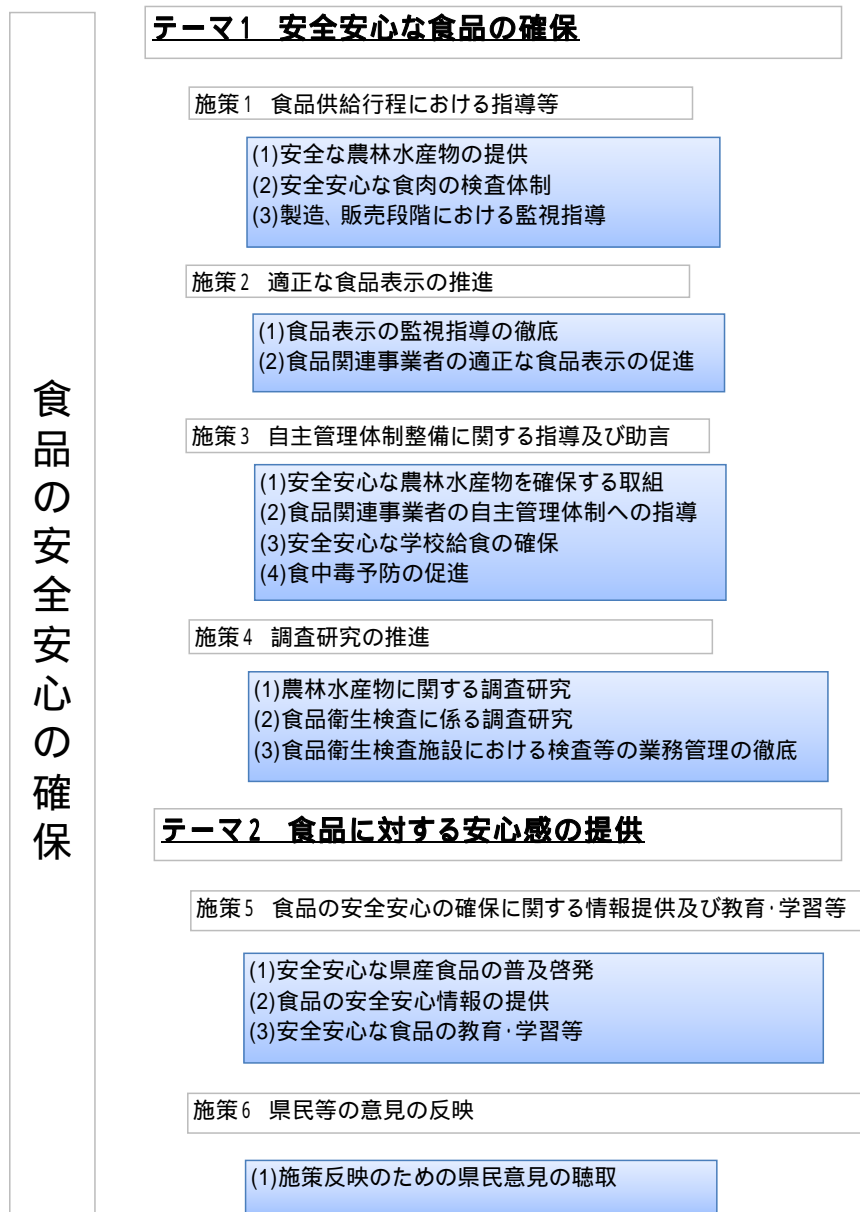 食品の安全安心の確保
テーマ1 安全安心な食品の確保
施策1 食品供給行程における指導等
(1)安全な農林水産物の提供
(2)安全安心な食肉の検査体制
(3)製造、販売段階における監視指導
施策2 適正な食品表示の推進
(1)食品表示の監視指導の徹底
(2)食品関連事業者の適正な食品表示の促進
施策3 自主管理体制整備に関する指導及び助言
(1)安全安心な農林水産物を確保する取組
(2)食品関連事業者の自主管理体制への指導
(3)安全安心な学校給食の確保
(4)食中毒予防の促進
施策4 調査研究の推進
(1)農林水産物に関する調査研究
(2)食品衛生検査に係る調査研究
(3)食品衛生検査施設における検査等の業務管理の徹底
テーマ2 食品に対する安心感の提供
施策5 食品の安全安心の確保に関する情報提供及び教育・学習等
(1)安全安心な県産食品の普及啓発
(2)食品の安全安心情報の提供
(3)安全安心な食品の教育・学習等
施策6 県民等の意見の反映
(1)施策反映のための県民意見の聴取